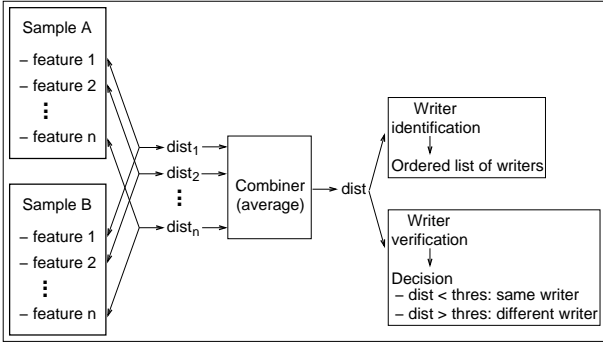 Sample A
– feature 1
– feature 2
⋮
– feature n
Sample B
– feature 1
– feature 2
⋮
– feature n
dist1
dist2
⋮
distn
Combiner
(average)
dist
Writer
identification
Ordered list of writers
Writer
verification
Decision
– dist < thres: same writer
– dist > thres: different writer